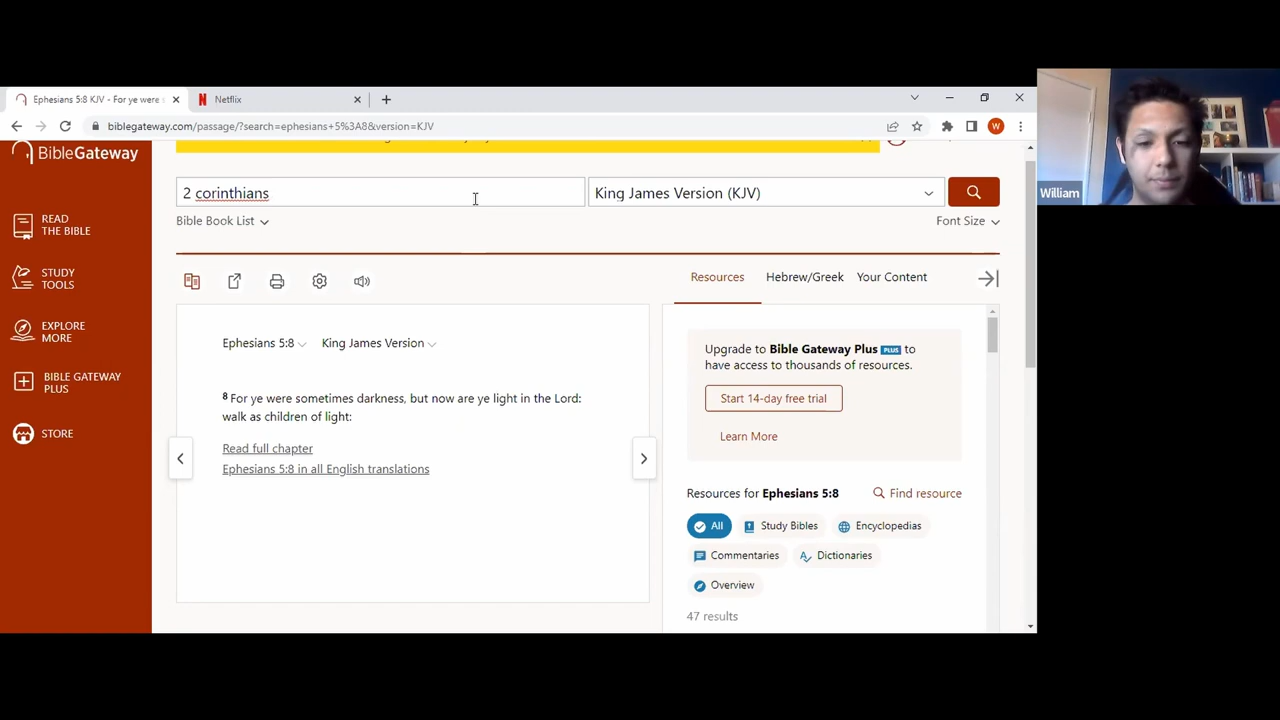 Ephesians 5:8 KJV - For ye were
Netflix
biblegateway.com/passage/?search=ephesians+5%3A8&version=KJV
W
BibleGateway
2 corinthians
King James Version (KJV)
Bible Book List
Font Size
READ
THE BIBLE
STUDY
TOOLS
EXPLORE
MORE
BIBLE GATEWAY
PLUS
STORE
Resources
Hebrew/Greek
Your Content
Ephesians 5:8
King James Version
8 For ye were sometimes darkness, but now are ye light in the Lord:
walk as children of light:
Read full chapter
Ephesians 5:8 in all English translations
Upgrade to Bible Gateway Plus PLUS to
have access to thousands of resources.
Start 14-day free trial
Learn More
Resources for Ephesians 5:8
Find resource
All
Study Bibles
Encyclopedias
Commentaries
Dictionaries
Overview
47 results
William